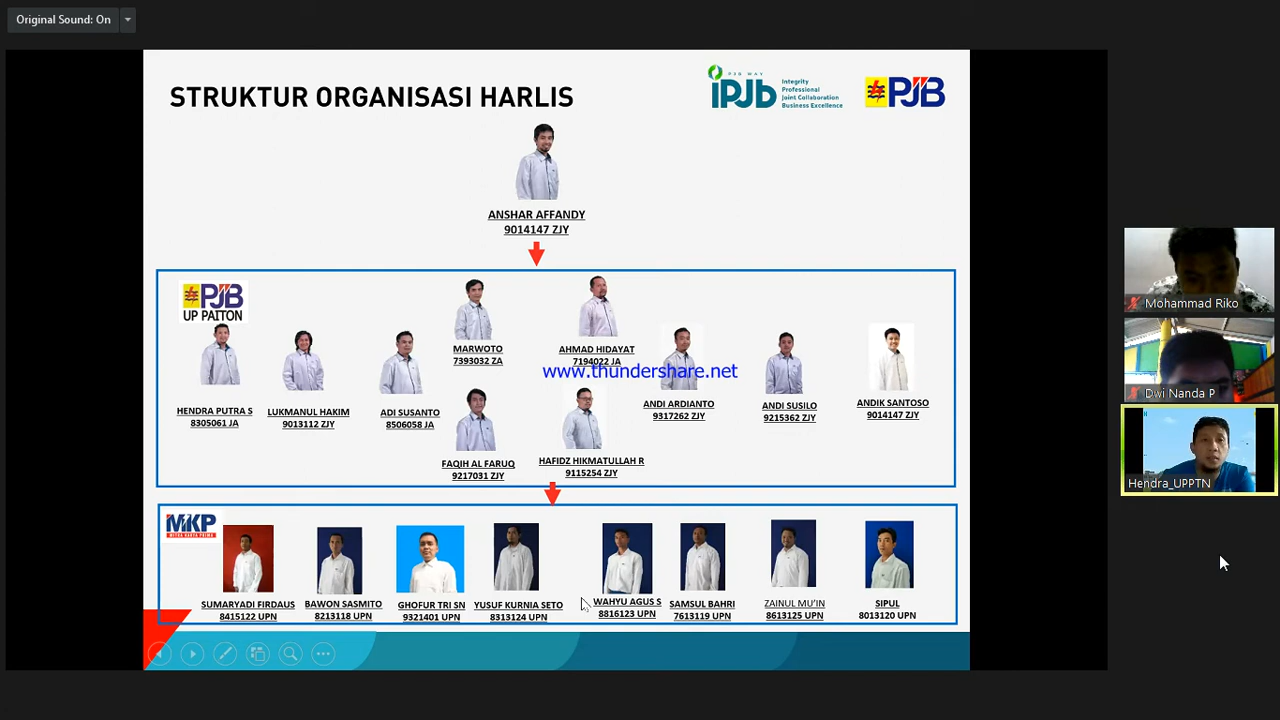 Original Sound: On
STRUKTUR ORGANISASI HARLIS
PJB WAY
iPJb
Integrity
Professional
Joint Collaboration
Business Excellence
PJB
ANSHAR AFFANDY
9014147 ZJY
PJB
UP PAITON
MARWOTO
7393032 ZA
AHMAD HIDAYAT
7194022 JA
www.thundershare.net
HENDRA PUTRA S
8305061 JA
LUKMANUL HAKIM
9013112 ZJY
ADI SUSANTO
8506058 JA
ANDI ARDIANTO
9317262 ZJY
ANDI SUSILO
9215362 ZJY
ANDIK SANTOSO
9014147 ZJY
FAQIH AL FARUQ
9217031 ZJY
HAFIDZ HIKMATULLAH R
9115254 ZJY
MKP
MITRA KARYA PRIMA
SUMARYADI FIRDAUS
8415122 UPN
BAWON SASMITO
8213118 UPN
GHOFUR TRI SN
9321401 UPN
YUSUF KURNIA SETO
8313124 UPN
WAHYU AGUS S
8816123 UPN
SAMSUL BAHRI
7613119 UPN
ZAINUL MU'IN
8613125 UPN
SIPUL
8013120 UPN
Mohammad Riko
Dwi Nanda P
Hendra_UPPTN